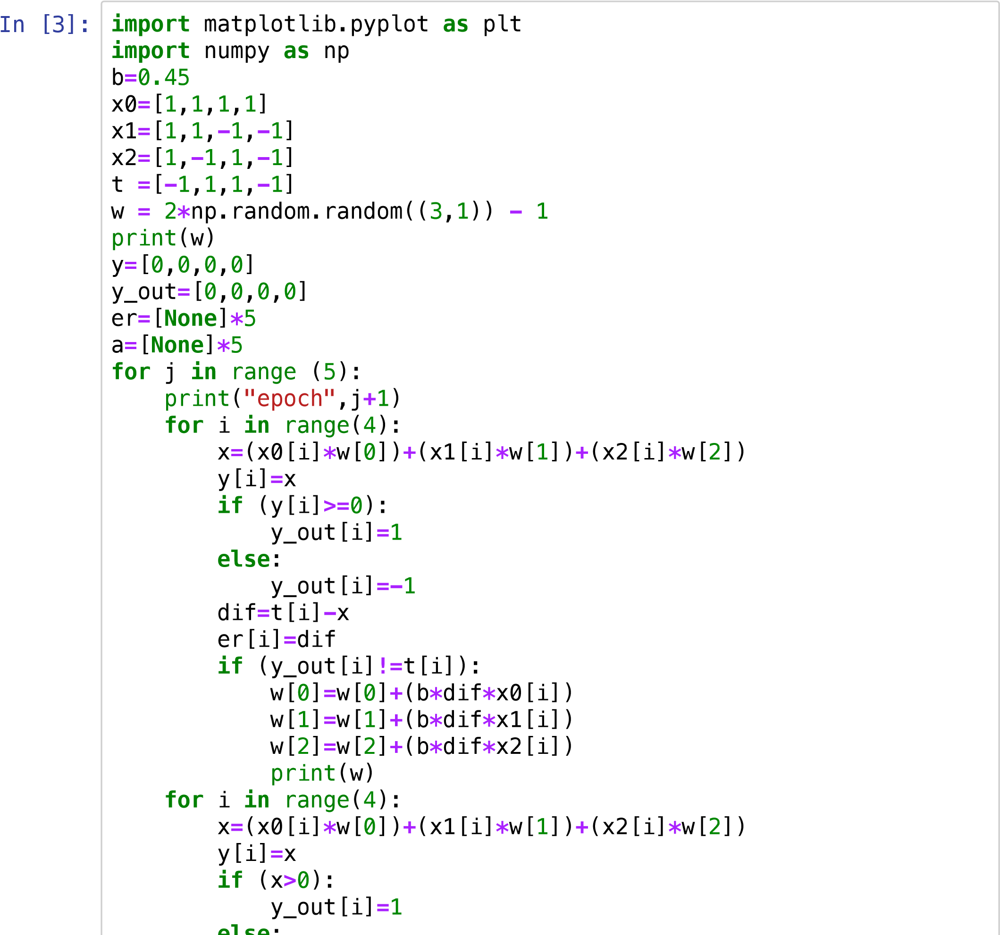 In [3]: import matplotlib.pyplot as plt
import numpy as np
b=0.45
x0=[1,1,1,1]
x1=[1,1,-1,-1]
x2=[1,-1,1,-1]
t =[-1,1,1,-1]
w = 2*np.random.random((3,1)) - 1
print(w)
y=[0,0,0,0]
y_out=[0,0,0,0]
er=[None]*5
a=[None]*5
for j in range (5):
    print("epoch",j+1)
    for i in range(4):
        x=(x0[i]*w[0])+(x1[i]*w[1])+(x2[i]*w[2])
        y[i]=x
        if (y[i]>=0):
            y_out[i]=1
        else:
            y_out[i]=-1
        dif=t[i]-x
        er[i]=dif
        if (y_out[i]!=t[i]):
            w[0]=w[0]+(b*dif*x0[i])
            w[1]=w[1]+(b*dif*x1[i])
            w[2]=w[2]+(b*dif*x2[i])
            print(w)
    for i in range(4):
        x=(x0[i]*w[0])+(x1[i]*w[1])+(x2[i]*w[2])
        y[i]=x
        if (x>0):
            y_out[i]=1
        else: